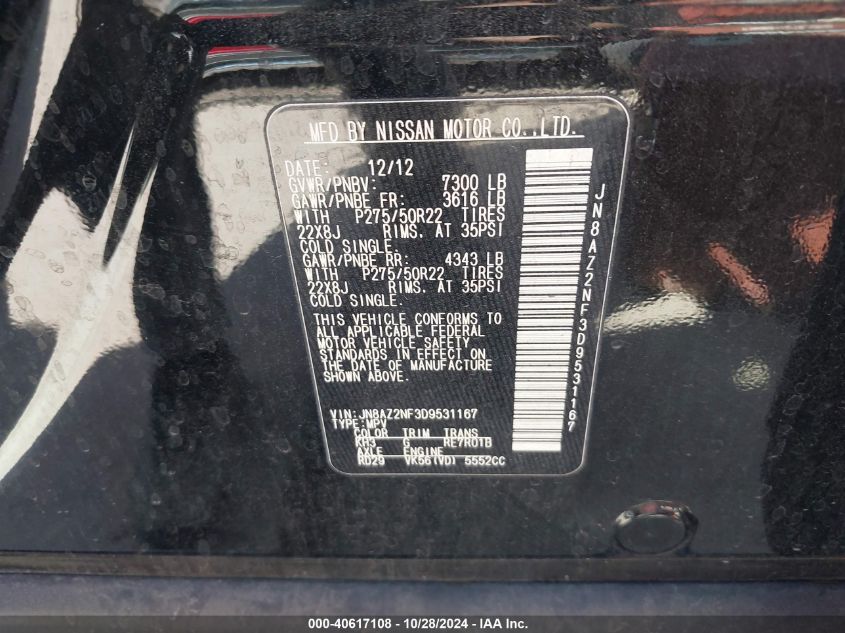 MFD BY NISSAN MOTOR CO.,LTD.
DATE: 12/12
GVWR/PNBV: 7300 LB
GAWR/PNBE FR: 3616 LB
WITH P275/50R22 TIRES
22X8J RIMS, AT 35PSI
COLD SINGLE.
GAWR/PNBE RR: 4343 LB
WITH P275/50R22 TIRES
22X8J RIMS, AT 35PSI
COLD SINGLE.
THIS VEHICLE CONFORMS TO
ALL APPLICABLE FEDERAL
MOTOR VEHICLE SAFETY
STANDARDS IN EFFECT ON
THE DATE OF MANUFACTURE
SHOWN ABOVE.
VIN: JN8AZ2NF3D9531167
TYPE: MPV
COLOR TRIM TRANS
KH3 G RE7R01B
AXLE ENGINE
RD29 VK56(VD) 5552CC
JN8AZ2NF3D9531167
000-40617108 - 10/28/2024 - IAA Inc.